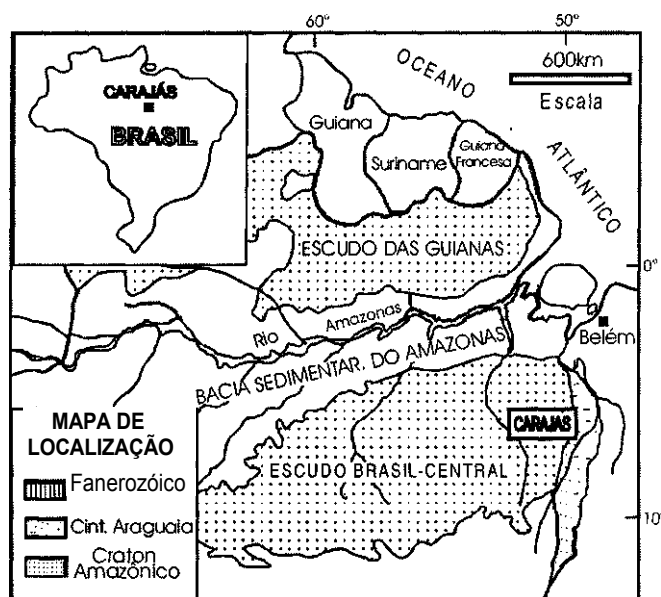 60°
50°
CARAJÁS
BRASIL
OCEANO
ATLÂNTICO
600km
Escala
Guiana
Suriname
Guiana
Francesa
ESCUDO DAS GUIANAS
0°
Rio
Amazonas
Belém
BACIA SEDIMENTAR. DO AMAZONAS
CARAJAS
ESCUDO BRASIL-CENTRAL
10°
MAPA DE
LOCALIZAÇÃO
Fanerozóico
Cint. Araguaia
Craton
Amazônico